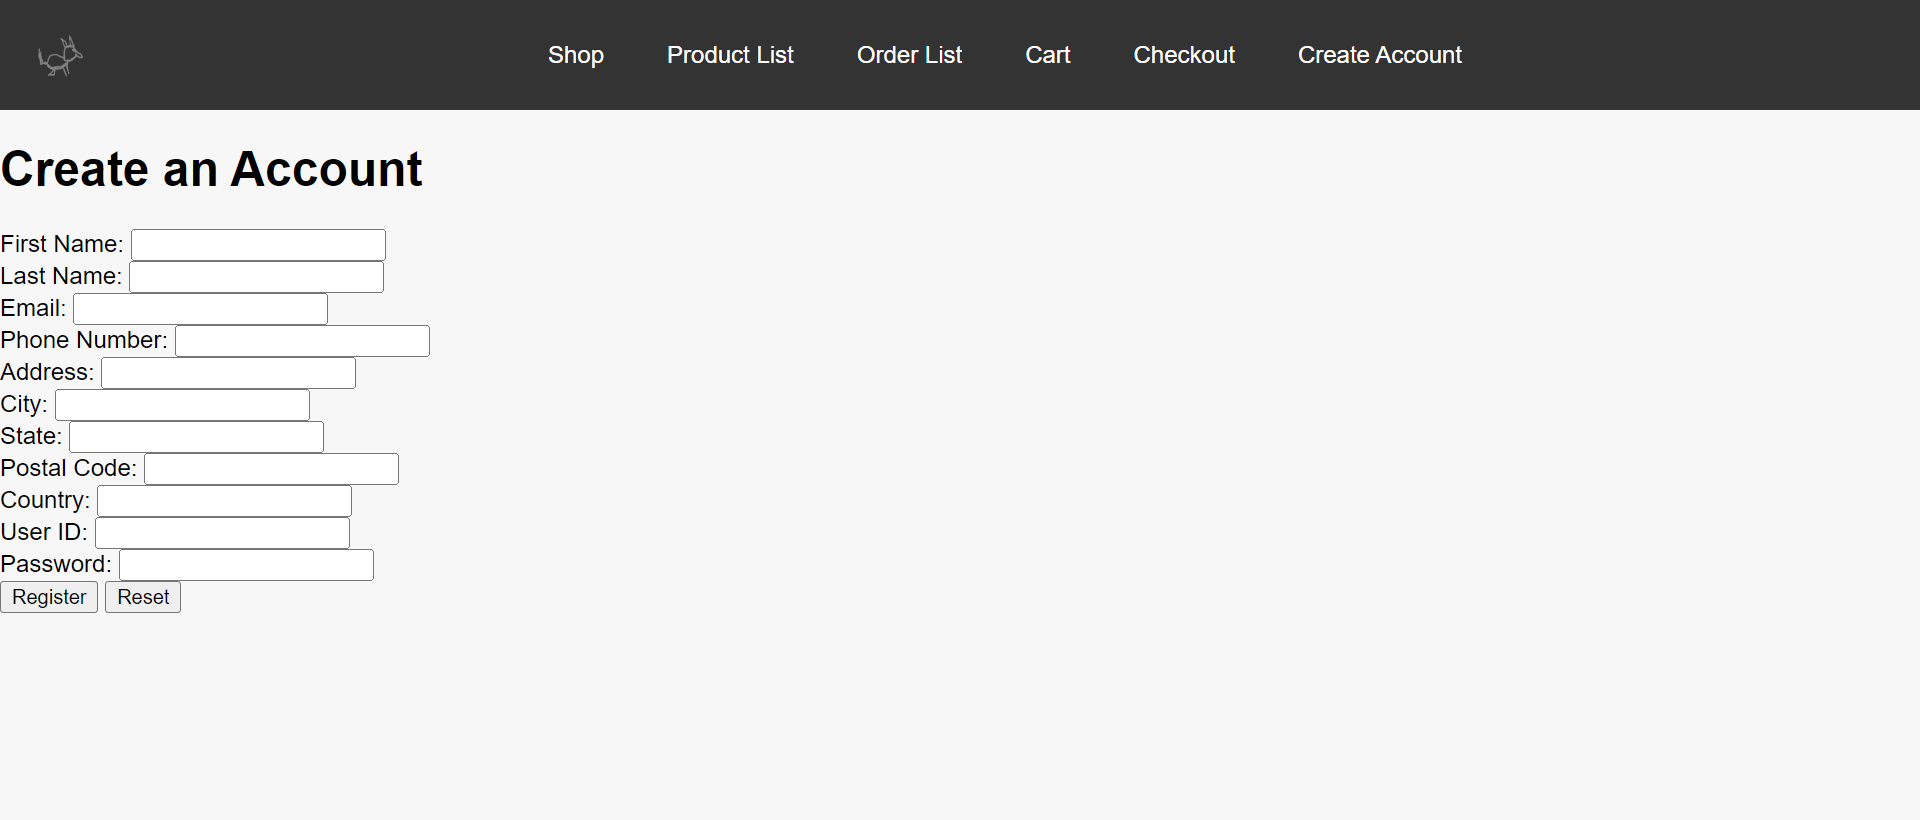 Shop Product List Order List Cart Checkout Create Account
Create an Account
First Name:
Last Name:
Email:
Phone Number:
Address:
City:
State:
Postal Code:
Country:
User ID:
Password:
Register Reset